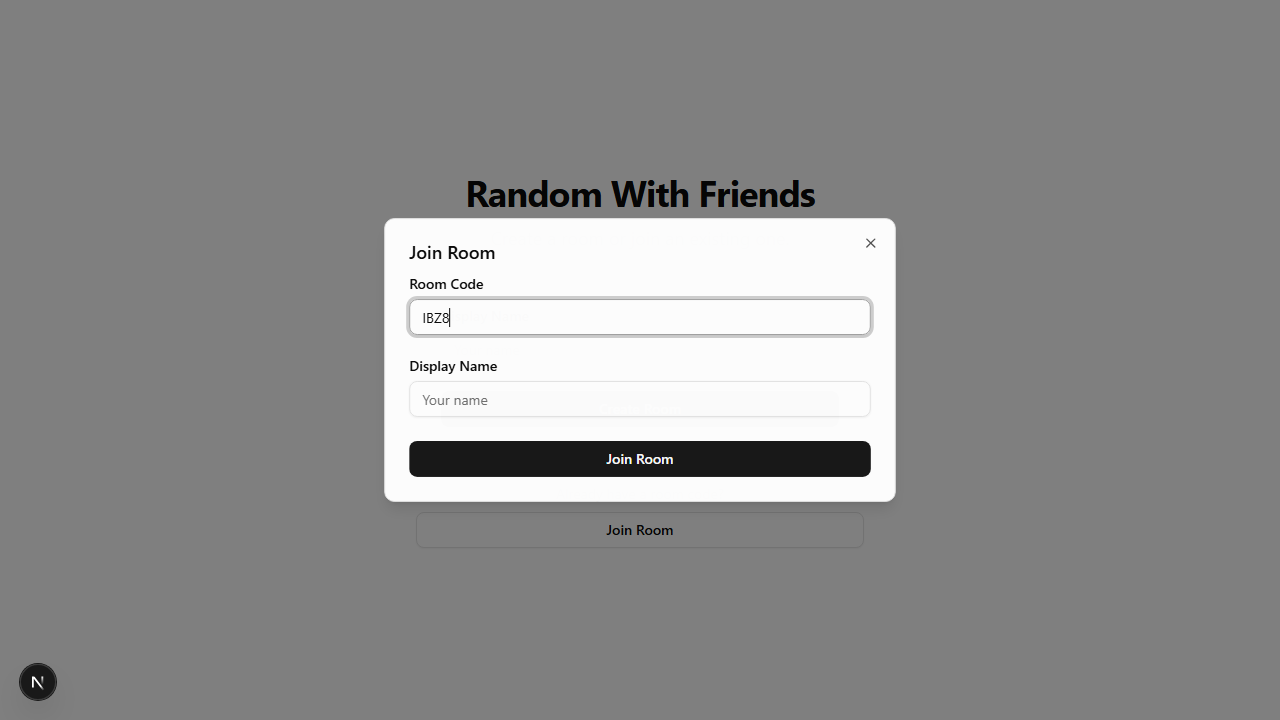 Random With Friends
Join Room
Room Code
IBZ8
Display Name
Your name
Join Room
Join Room
N